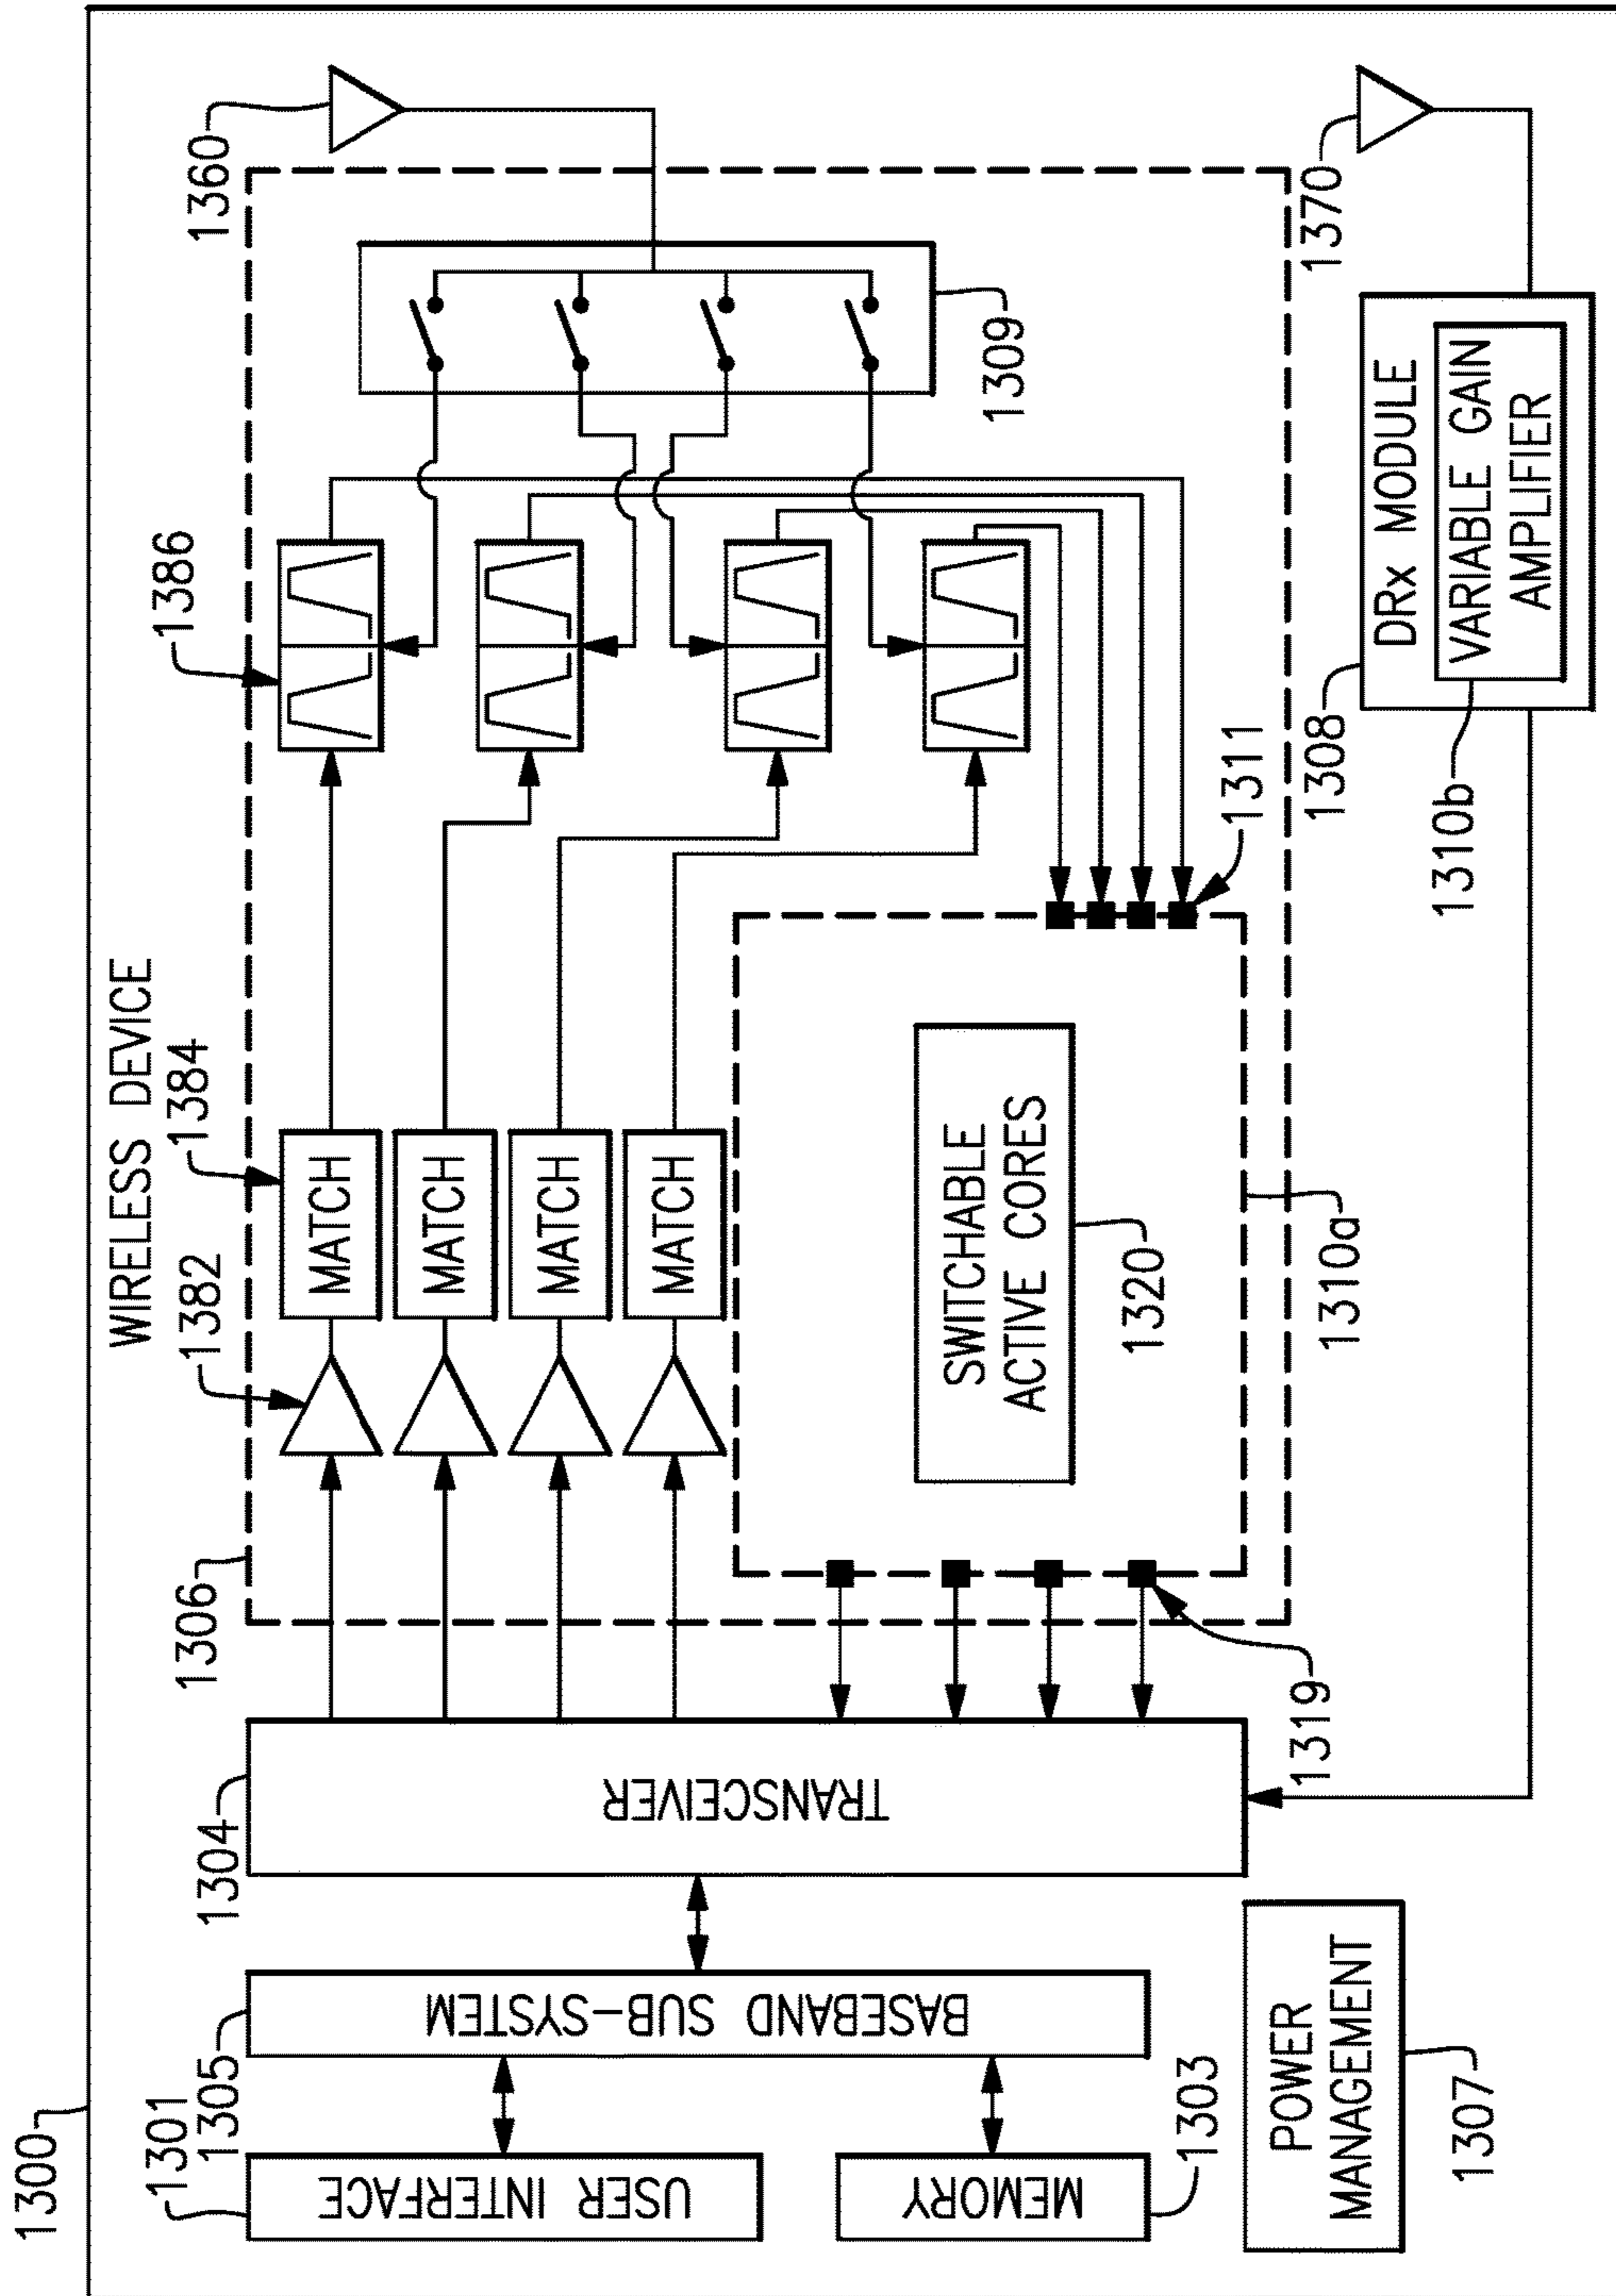 1300
WIRELESS DEVICE
1301
USER INTERFACE
1303
MEMORY
1305
BASEBAND SUB-SYSTEM
1307
POWER
MANAGEMENT
1304
TRANSCEIVER
1306
1382
1384
MATCH
MATCH
MATCH
MATCH
1386
1360
1309
1319
SWITCHABLE
ACTIVE CORES
1320
1310a
1311
1308
DRx MODULE
VARIABLE GAIN
AMPLIFIER
1310b
1370